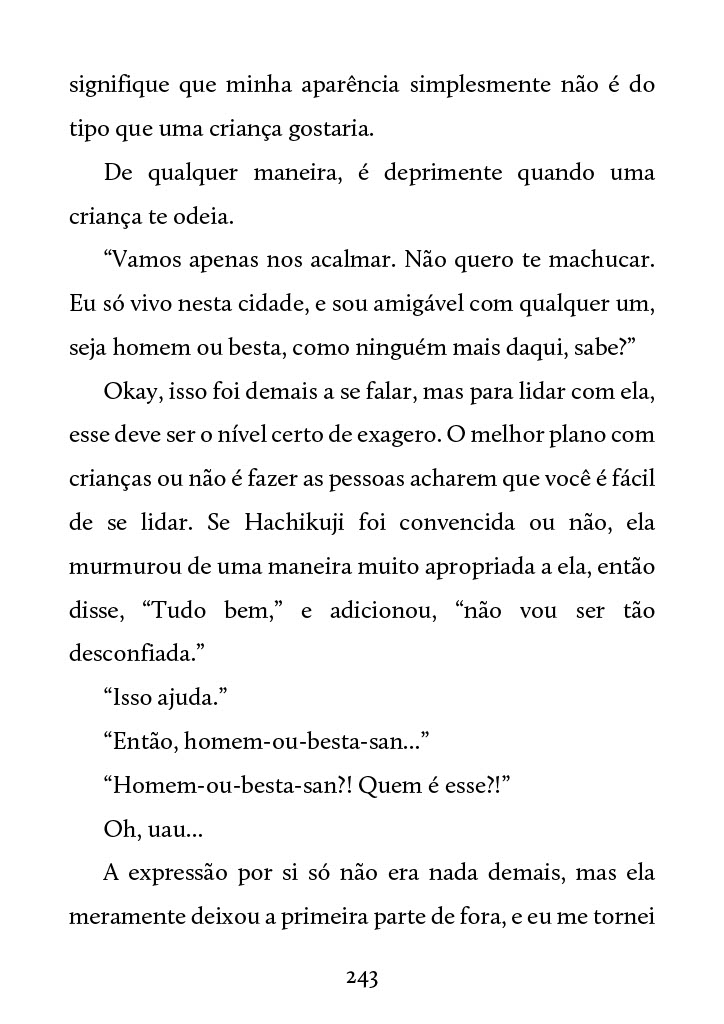 signifique que minha aparência simplesmente não é do
tipo que uma criança gostaria.
De qualquer maneira, é deprimente quando uma
criança te odeia.
“Vamos apenas nos acalmar. Não quero te machucar.
Eu só vivo nesta cidade, e sou amigável com qualquer um,
seja homem ou besta, como ninguém mais daqui, sabe?”
Okay, isso foi demais a se falar, mas para lidar com ela,
esse deve ser o nível certo de exagero. O melhor plano com
crianças ou não é fazer as pessoas acharem que você é fácil
de se lidar. Se Hachikuji foi convencida ou não, ela
murmurou de uma maneira muito apropriada a ela, então
disse, “Tudo bem,” e adicionou, “não vou ser tão
desconfiada.”
“Isso ajuda.”
“Então, homem-ou-besta-san...”
“Homem-ou-besta-san?! Quem é esse?!”
Oh, uau...
A expressão por si só não era nada demais, mas ela
meramente deixou a primeira parte de fora, e eu me tornei
243